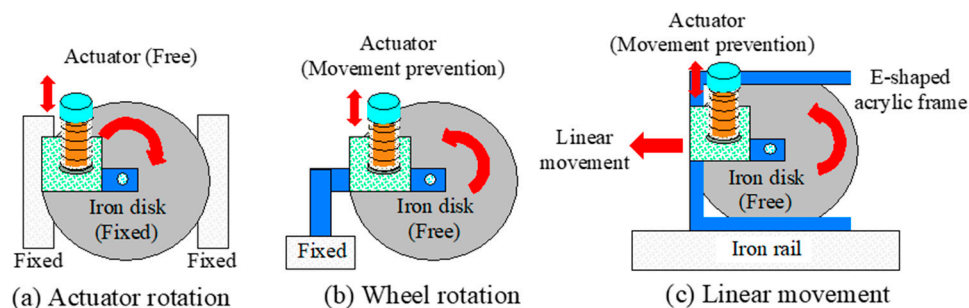 Actuator (Free)
Iron disk
(Fixed)
Fixed
Fixed
(a) Actuator rotation
Actuator
(Movement prevention)
Iron disk
(Free)
Fixed
(b) Wheel rotation
Actuator
(Movement prevention)
E-shaped
acrylic frame
Linear
movement
Iron disk
(Free)
Iron rail
(c) Linear movement